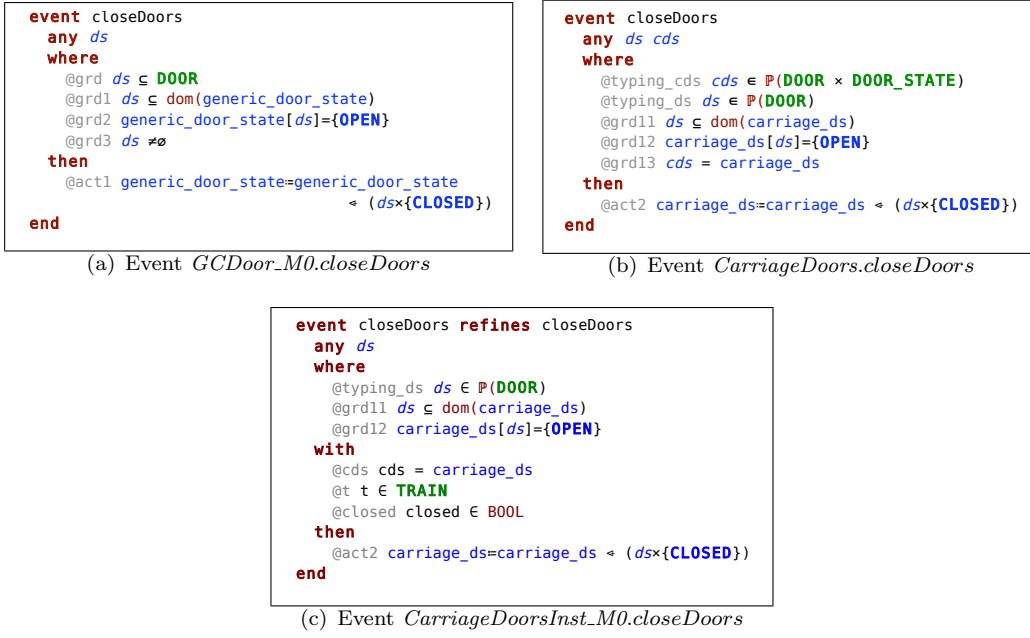 event closeDoors
any ds
where
@grd ds ⊆ DOOR
@grd1 ds ⊆ dom(generic_door_state)
@grd2 generic_door_state[ds]={OPEN}
@grd3 ds ≠∅
then
@act1 generic_door_state≔generic_door_state
⩤ (ds×{CLOSED})
end
(a) Event GCDoor_M0.closeDoors
event closeDoors
any ds cds
where
@typing_cds cds ∈ ℙ(DOOR × DOOR_STATE)
@typing_ds ds ∈ ℙ(DOOR)
@grd11 ds ⊆ dom(carriage_ds)
@grd12 carriage_ds[ds]={OPEN}
@grd13 cds = carriage_ds
then
@act2 carriage_ds≔carriage_ds ⩤ (ds×{CLOSED})
end
(b) Event CarriageDoors.closeDoors
event closeDoors refines closeDoors
any ds
where
@typing_ds ds ∈ ℙ(DOOR)
@grd11 ds ⊆ dom(carriage_ds)
@grd12 carriage_ds[ds]={OPEN}
with
@cds cds = carriage_ds
@t t ∈ TRAIN
@closed closed ∈ BOOL
then
@act2 carriage_ds≔carriage_ds ⩤ (ds×{CLOSED})
end
(c) Event CarriageDoorsInst_M0.closeDoors